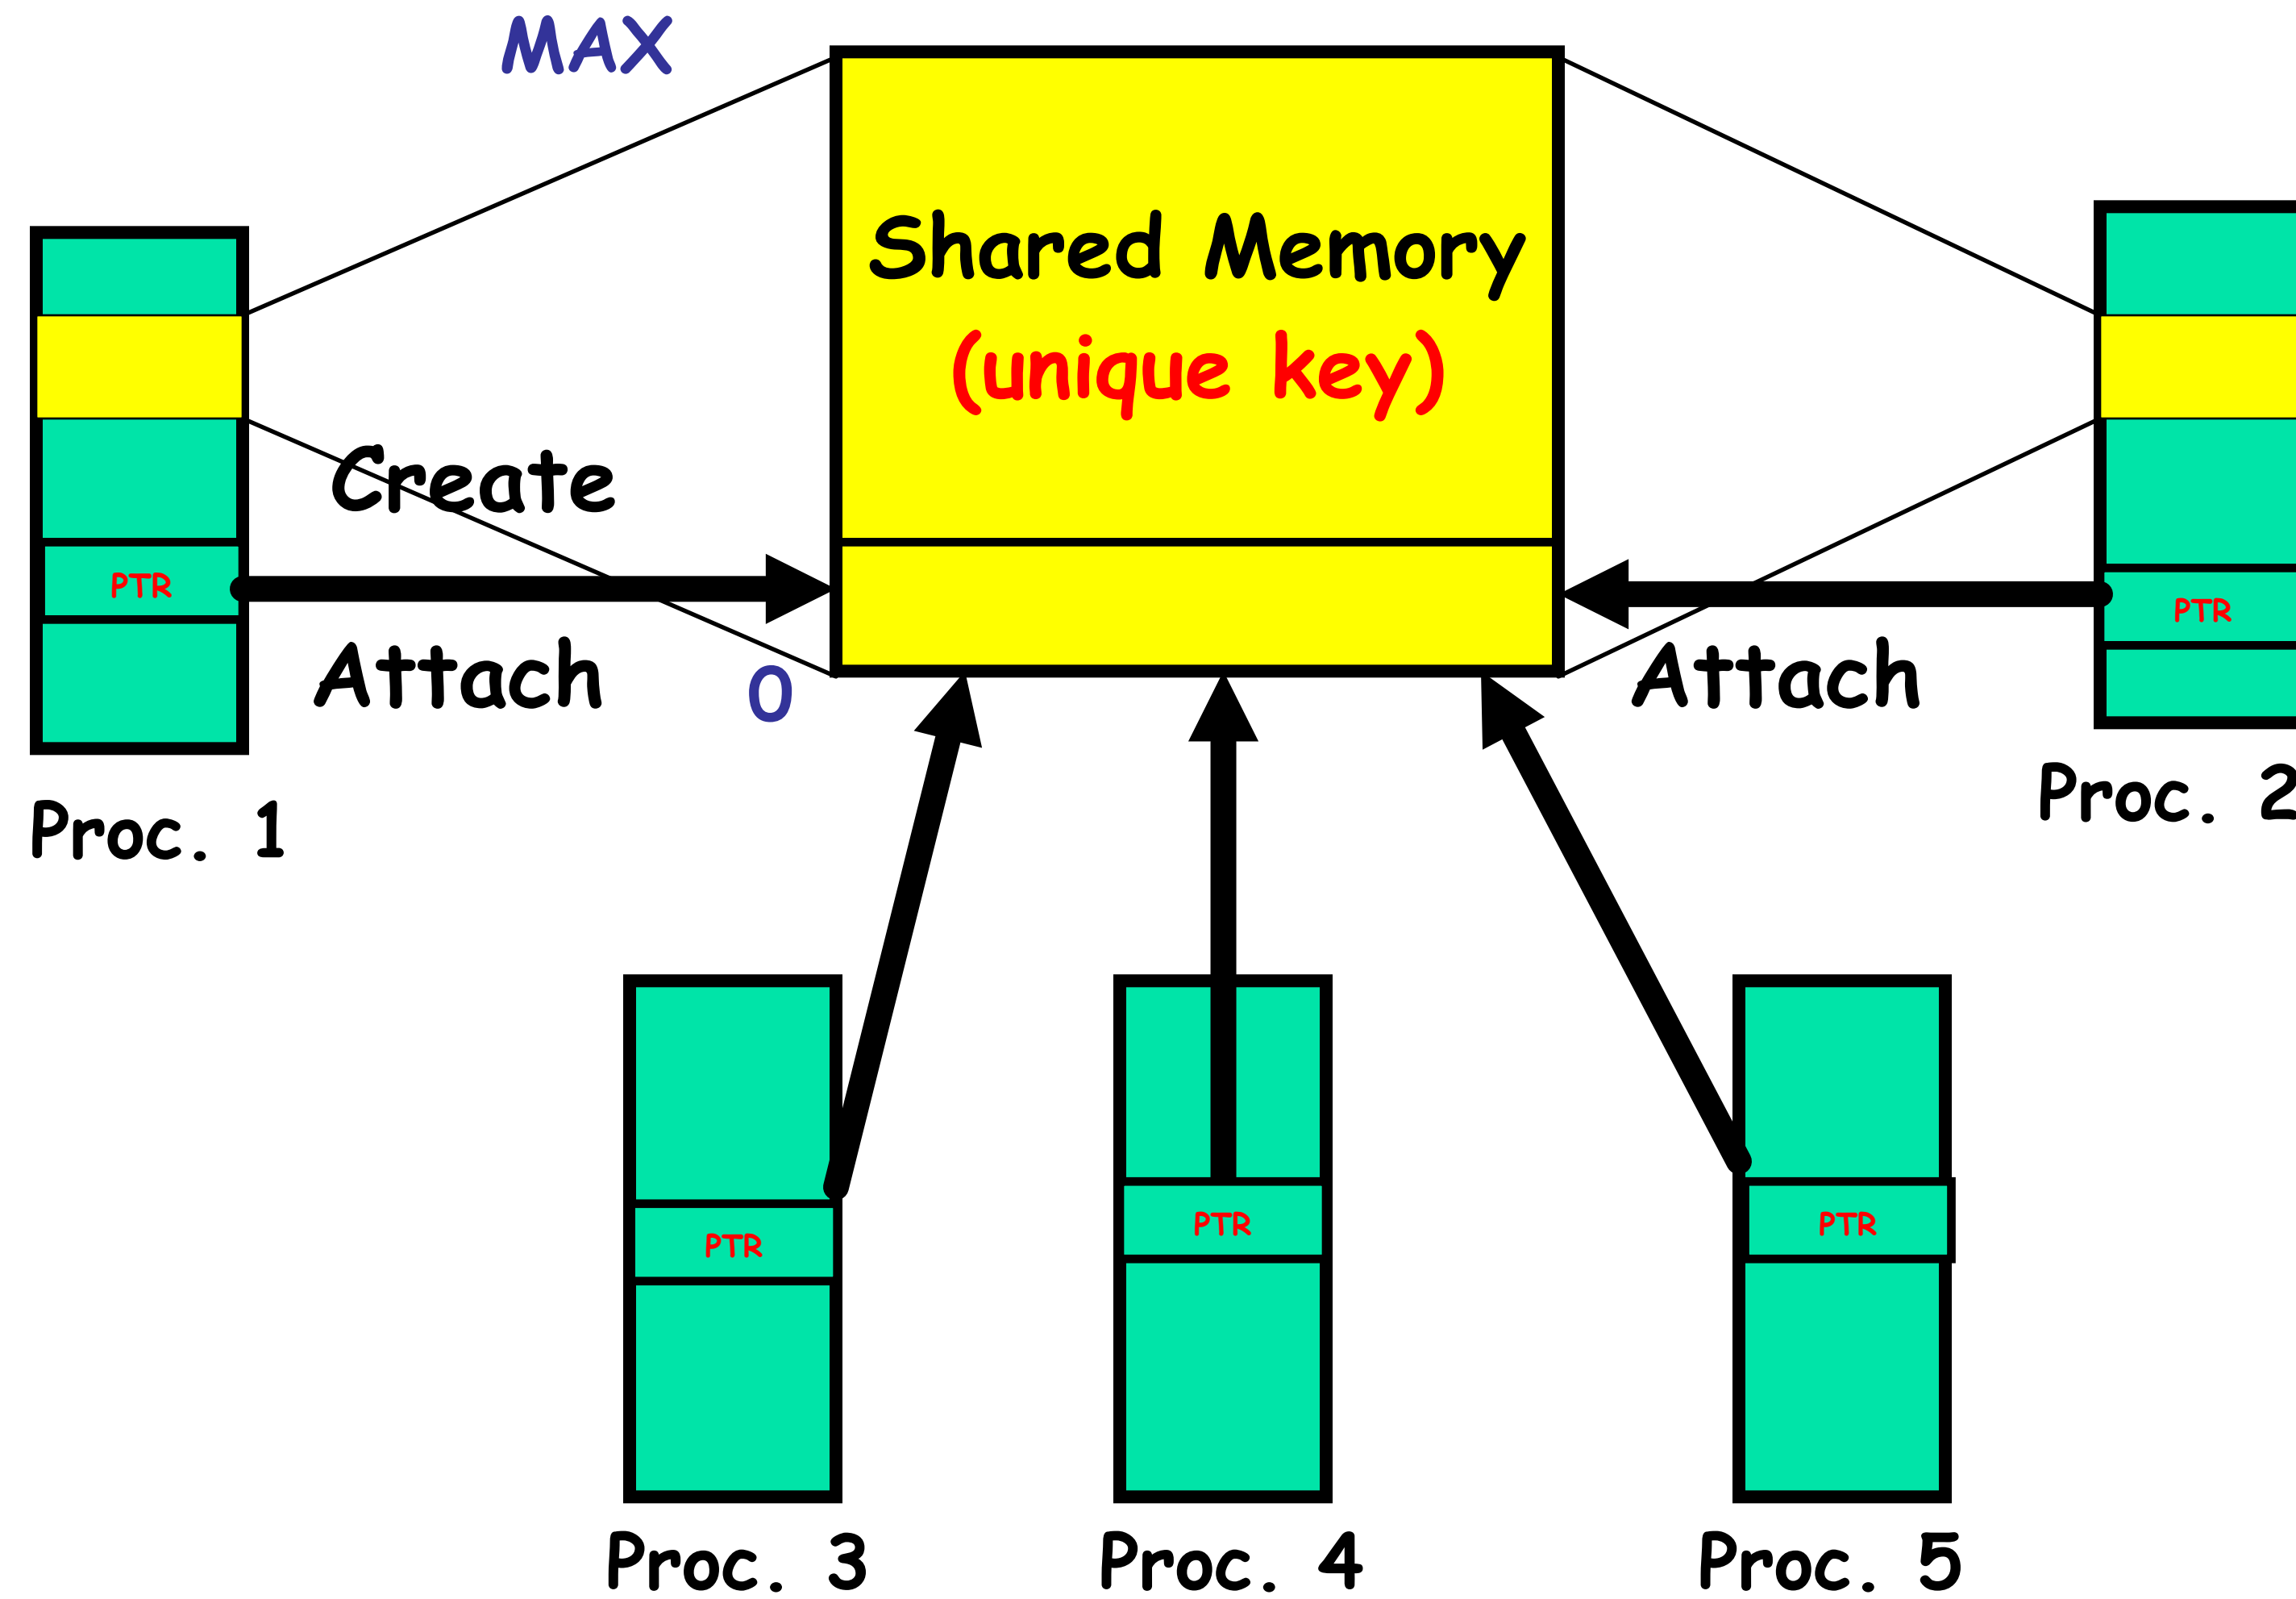 MAX
Shared Memory
(unique key)
Create
PTR
PTR
Attach
0
Attach
Proc. 1
Proc. 2
PTR
PTR
PTR
Proc. 3
Proc. 4
Proc. 5